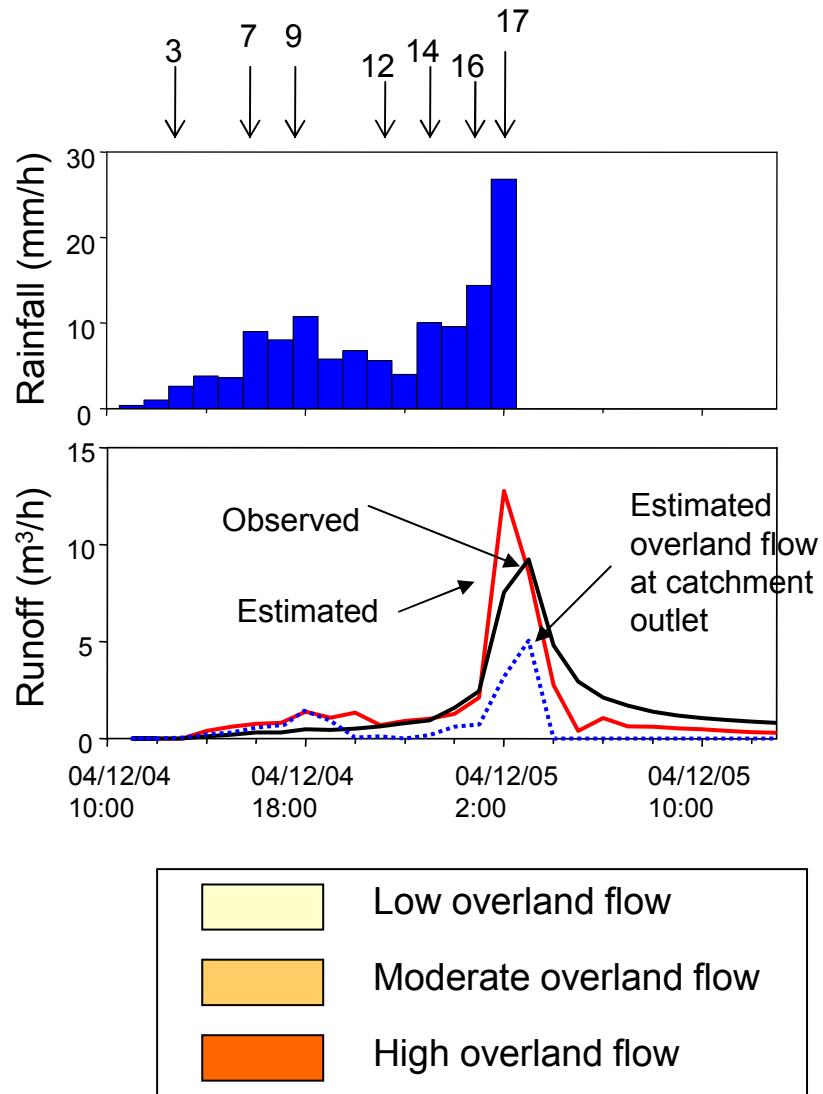 3 7 9 12 14 16 17
30
20
10
0
Rainfall (mm/h)
15
10
5
0
Runoff (m³/h)
Observed
Estimated
Estimated
overland flow
at catchment
outlet
04/12/04 04/12/04 04/12/05 04/12/05
10:00 18:00 2:00 10:00
Low overland flow
Moderate overland flow
High overland flow